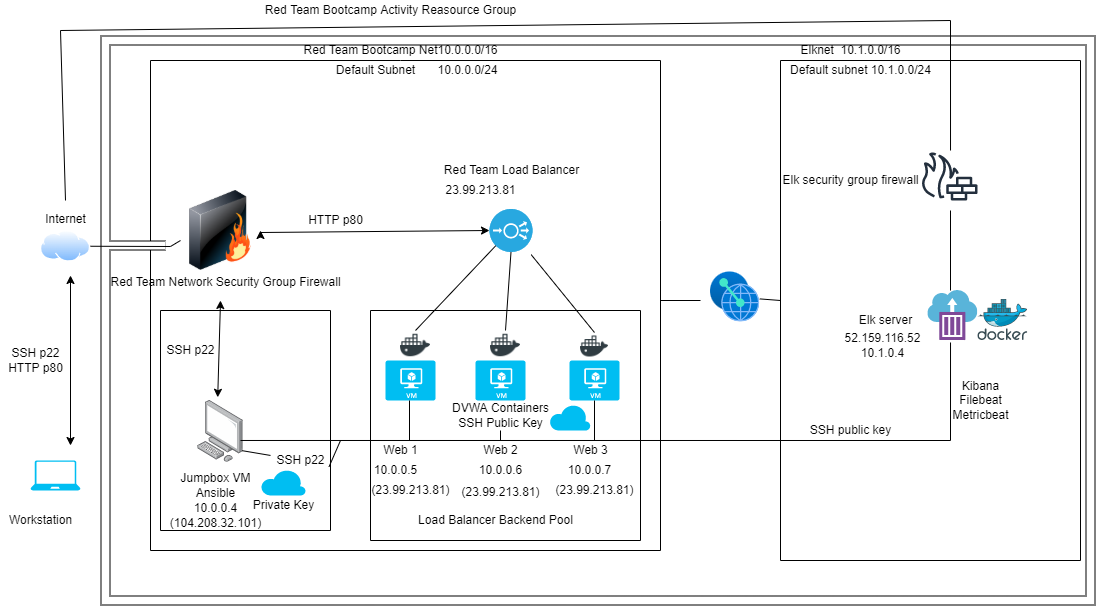 Red Team Bootcamp Activity Reasource Group
Red Team Bootcamp Net10.0.0.0/16
Elknet 10.1.0.0/16
Default Subnet 10.0.0.0/24
Default subnet 10.1.0.0/24
Red Team Load Balancer
23.99.213.81
Elk security group firewall
Internet
HTTP p80
Red Team Network Security Group Firewall
SSH p22
HTTP p80
SSH p22
Elk server
52.159.116.52
10.1.0.4
docker
Kibana
Filebeat
Metricbeat
VM
VM
VM
DVWA Containers
SSH Public Key
SSH public key
Web 1
10.0.0.5
(23.99.213.81)
Web 2
10.0.0.6
(23.99.213.81)
Web 3
10.0.0.7
(23.99.213.81)
SSH p22
Jumpbox VM
Ansible
10.0.0.4
(104.208.32.101)
Private Key
Load Balancer Backend Pool
Workstation